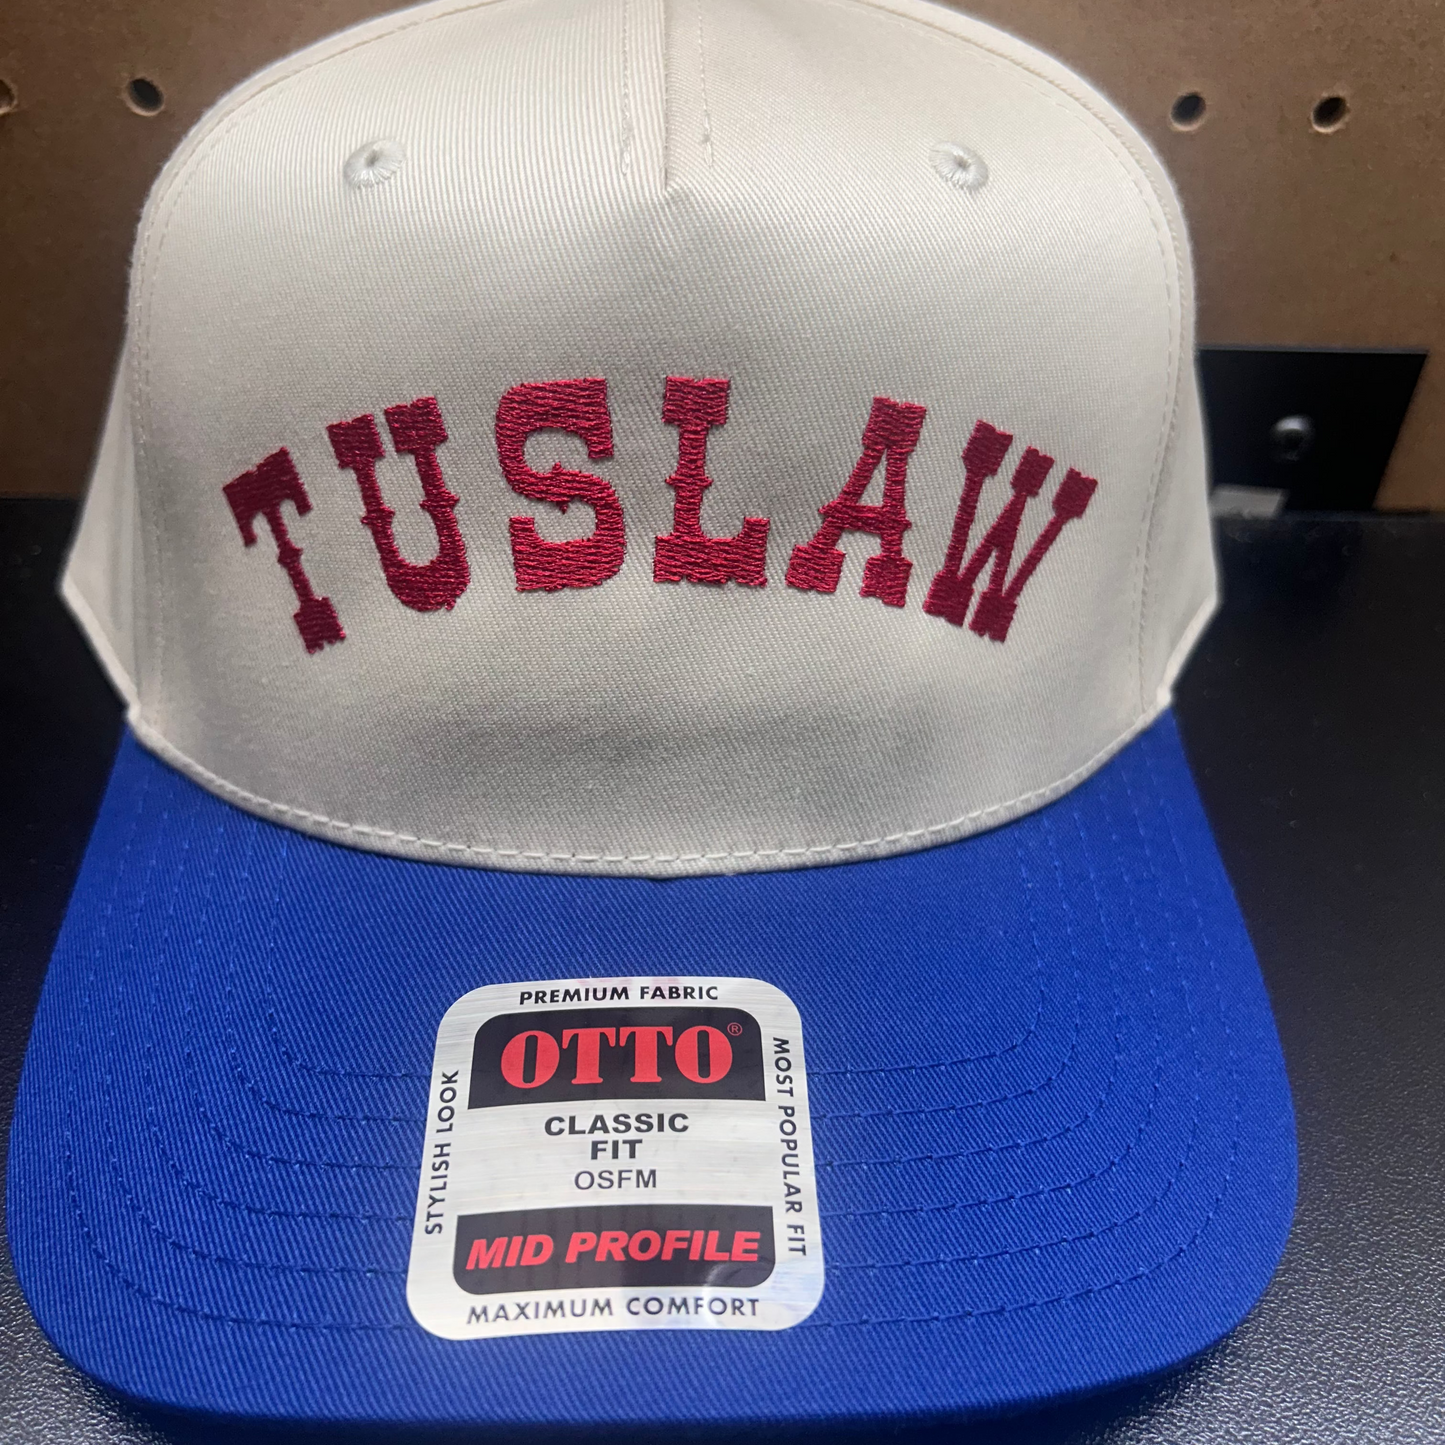 TUSLAW
PREMIUM FABRIC
OTTO®
STYLISH LOOK
MOST POPULAR FIT
CLASSIC
FIT
OSFM
MID PROFILE
MAXIMUM COMFORT